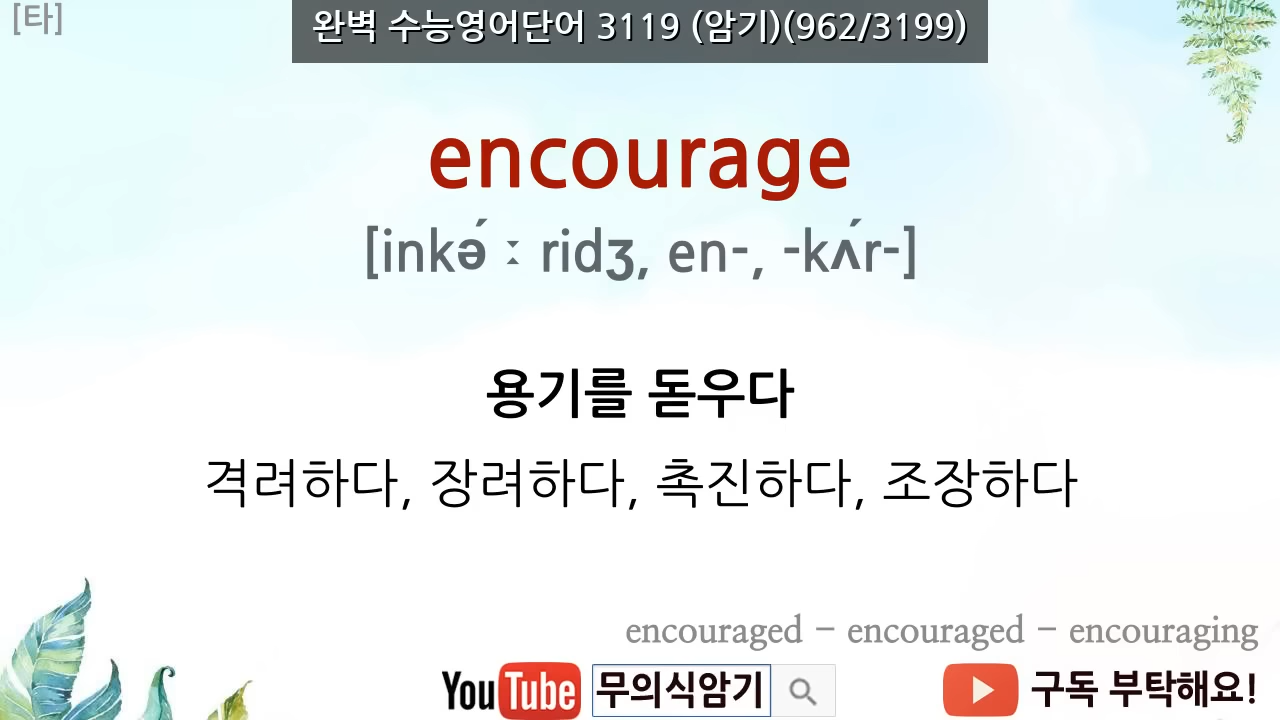 [타]
완벽 수능영어단어 3119 (암기)(962/3199)
encourage
[inkə́ː ridʒ, en-, -kʌ́r-]
용기를 돋우다
격려하다, 장려하다, 촉진하다, 조장하다
encouraged - encouraged - encouraging
YouTube 무의식암기 구독 부탁해요!